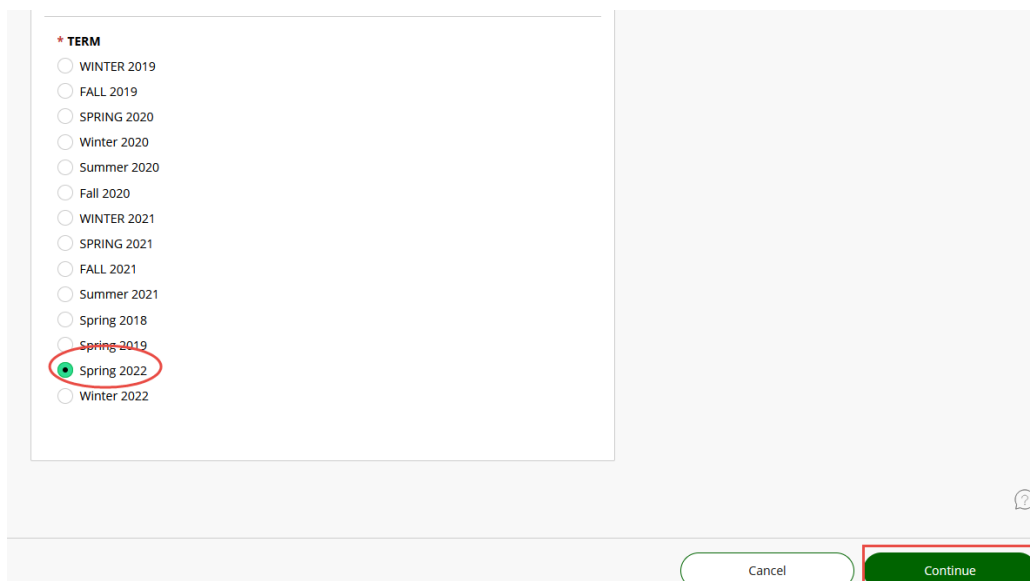 * TERM
WINTER 2019
FALL 2019
SPRING 2020
Winter 2020
Summer 2020
Fall 2020
WINTER 2021
SPRING 2021
FALL 2021
Summer 2021
Spring 2018
Spring 2019
Spring 2022
Winter 2022
?
Cancel Continue